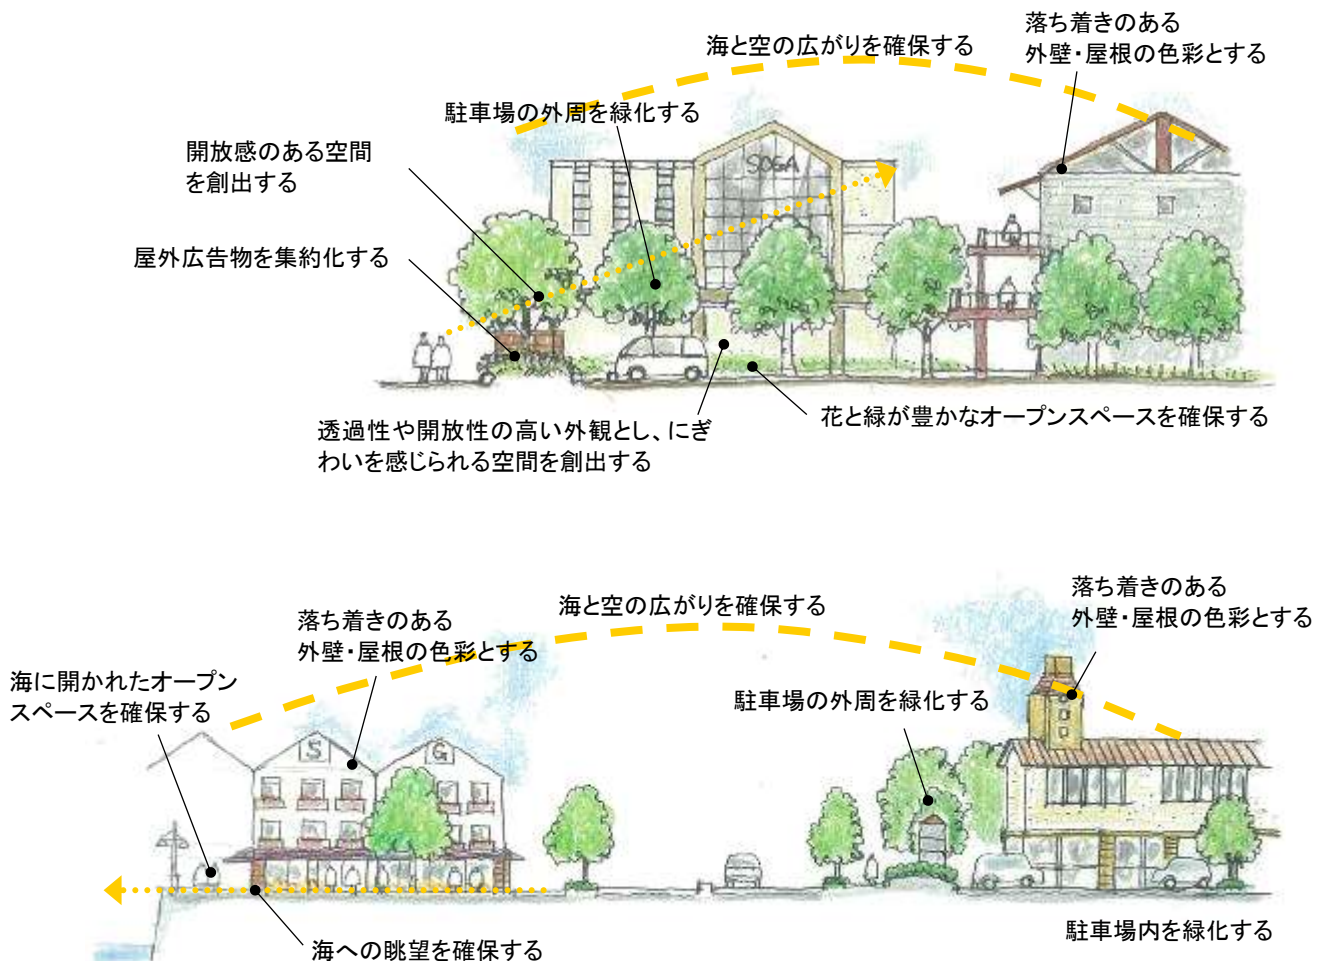 海と空の広がりを確保する
落ち着きのある
外壁・屋根の色彩とする
駐車場の外周を緑化する
開放感のある空間
を創出する
屋外広告物を集約化する
SOGA
花と緑が豊かなオープンスペースを確保する
透過性や開放性の高い外観とし、にぎ
わいを感じられる空間を創出する
海と空の広がりを確保する
落ち着きのある
外壁・屋根の色彩とする
落ち着きのある
外壁・屋根の色彩とする
海に開かれたオープン
スペースを確保する
駐車場の外周を緑化する
S
G
駐車場内を緑化する
海への眺望を確保する